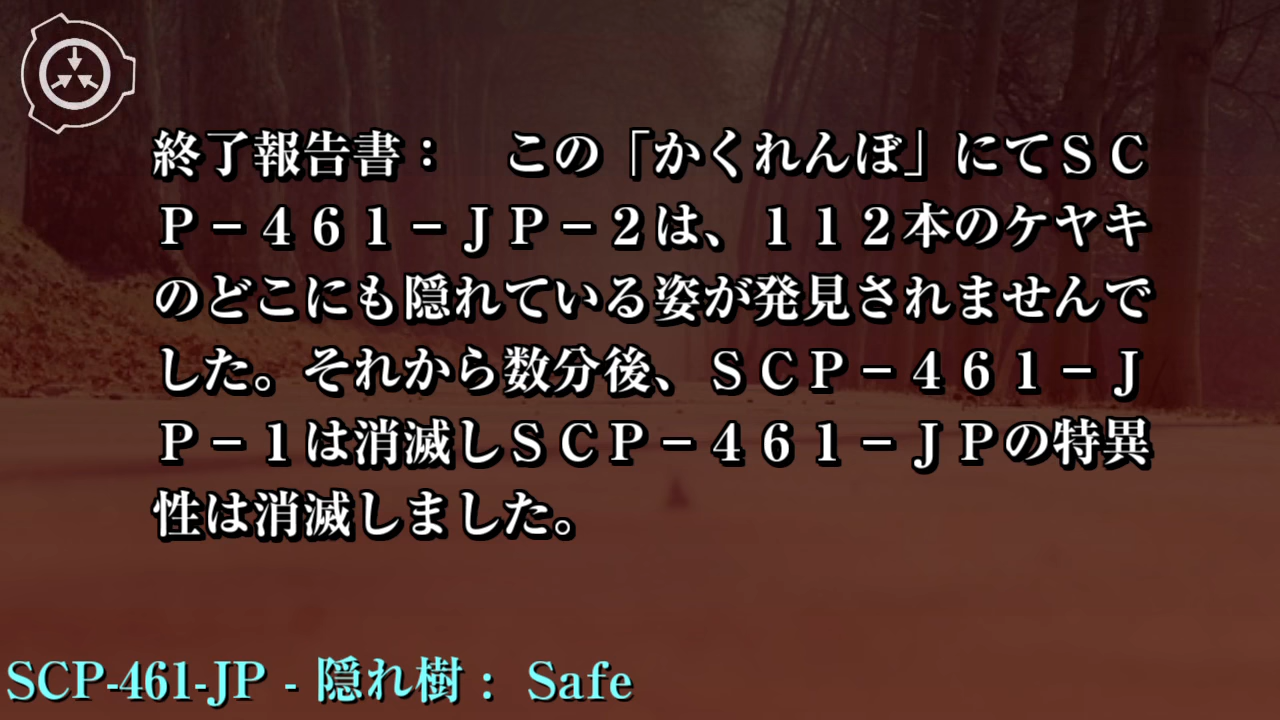 終了報告書：　この「かくれんぼ」にてＳＣ
Ｐ－４６１－ＪＰ－２は、１１２本のケヤキ
のどこにも隠れている姿が発見されませんで
した。それから数分後、ＳＣＰ－４６１－Ｊ
Ｐ－１は消滅しＳＣＰ－４６１－ＪＰの特異
性は消滅しました。
SCP-461-JP - 隠れ樹： Safe